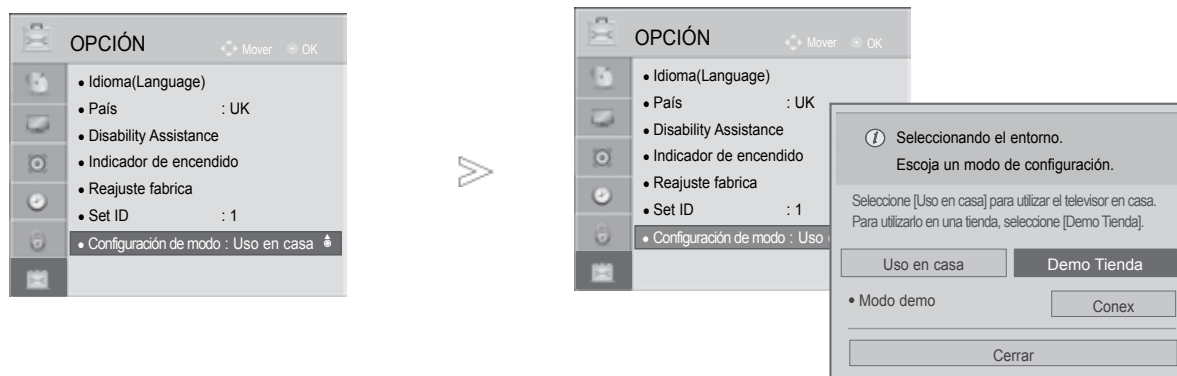 OPCIÓN Mover OK
• Idioma(Language)
• País : UK
• Disability Assistance
• Indicador de encendido
• Reajuste fabrica
• Set ID : 1
• Configuración de modo : Uso en casa
>
OPCIÓN Mover OK
• Idioma(Language)
• País : UK
• Disability Assistance
• Indicador de encendido
• Reajuste fabrica
• Set ID : 1
• Configuración de modo : Uso
i Seleccionando el entorno.
Escoja un modo de configuración.
Seleccione [Uso en casa] para utilizar el televisor en casa.
Para utilizarlo en una tienda, seleccione [Demo Tienda].
Uso en casa Demo Tienda
• Modo demo Conex
Cerrar